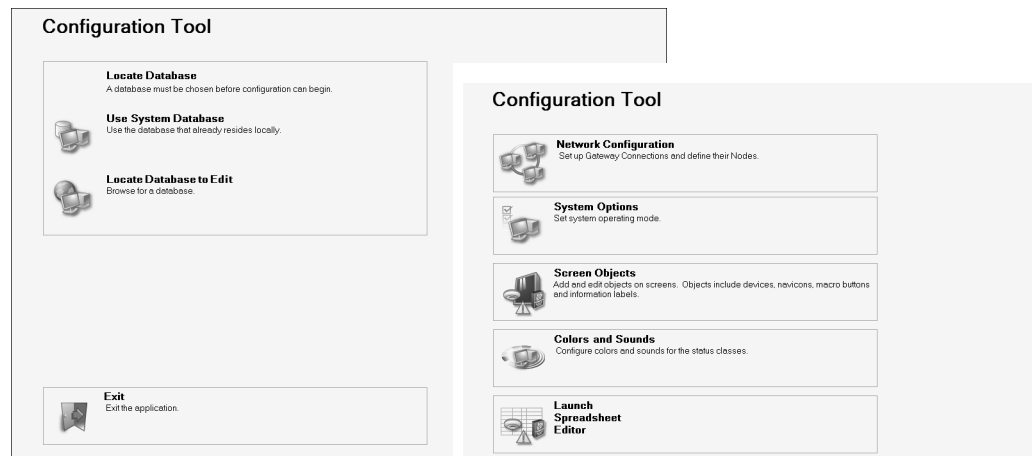 Configuration Tool
Locate Database
A database must be chosen before configuration can begin.
Use System Database
Use the database that already resides locally.
Locate Database to Edit
Browse for a database.
Exit
Exit the application.
Configuration Tool
Network Configuration
Set up Gateway Connections and define their Nodes.
System Options
Set system operating mode.
Screen Objects
Add and edit objects on screens. Objects include devices, navicons, macro buttons
and information labels.
Colors and Sounds
Configure colors and sounds for the status classes.
Launch
Spreadsheet
Editor